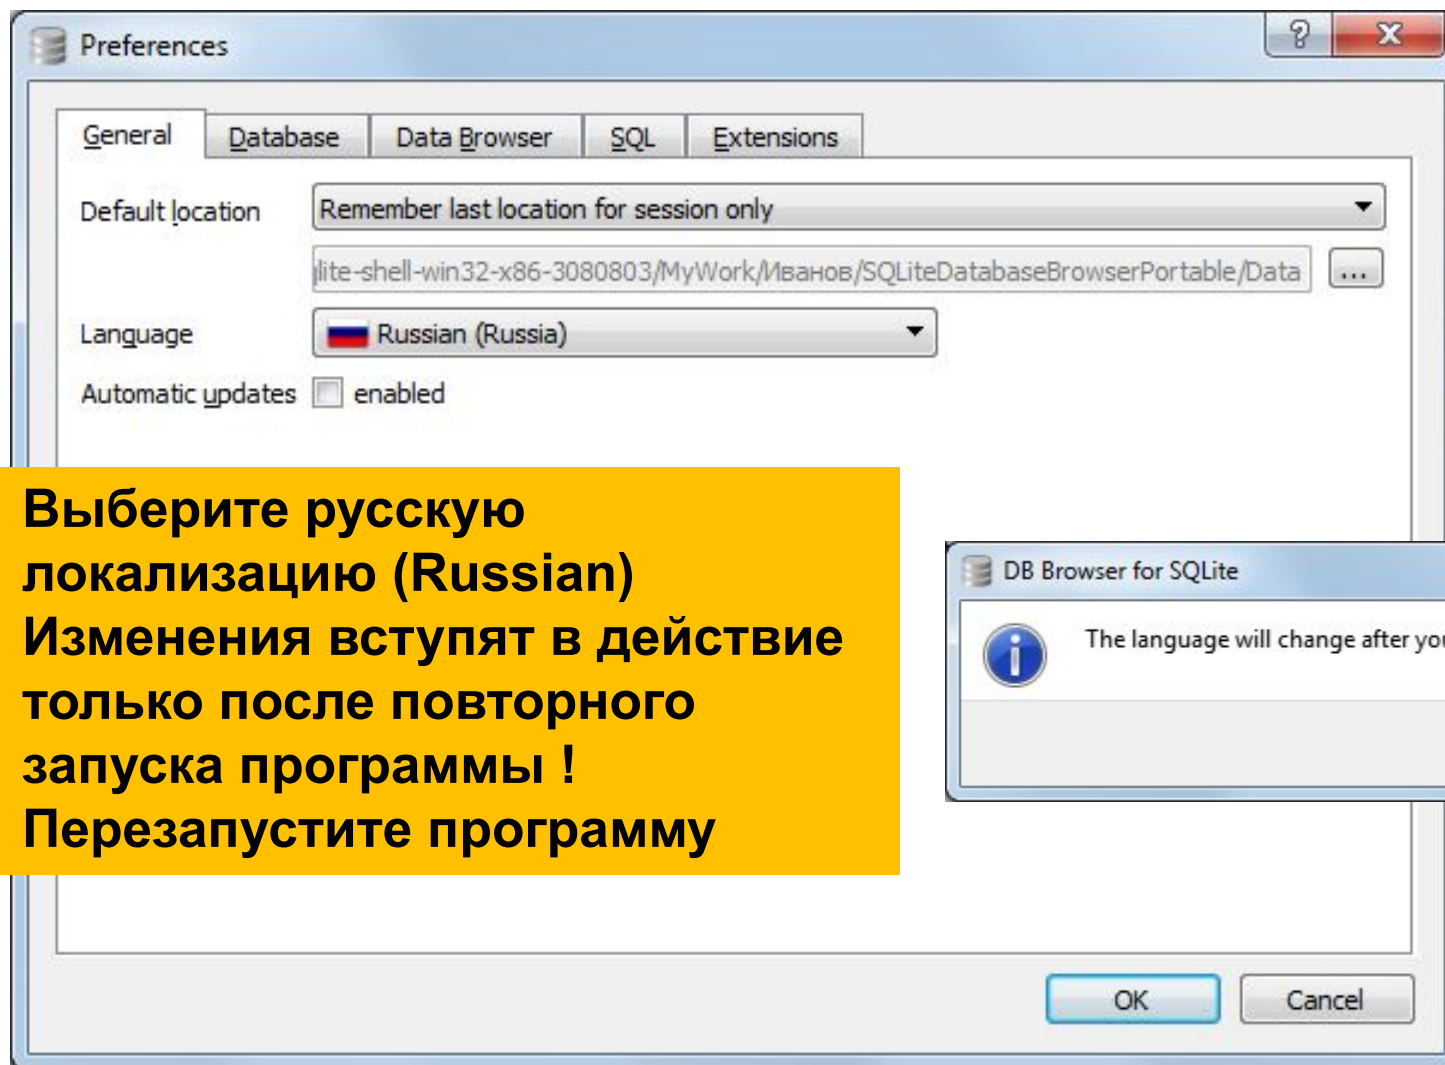 Preferences
General Database Data Browser SQL Extensions
Default location Remember last location for session only
lite-shell-win32-x86-3080803/MyWork/Иванов/SQLiteDatabaseBrowserPortable/Data ...
Language Russian (Russia)
Automatic updates enabled
Выберите русскую
локализацию (Russian)
Изменения вступят в действие
только после повторного
запуска программы !
Перезапустите программу
DB Browser for SQLite
The language will change after
OK Cancel